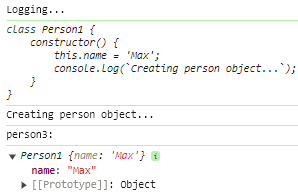 Logging...
class Person1 {
    constructor() {
        this.name = 'Max';
        console.log(`Creating person object...`);
    }
}
Creating person object...
person3:
▼ Person1 {name: 'Max'} i
    name: "Max"
  ▶ [[Prototype]]: Object